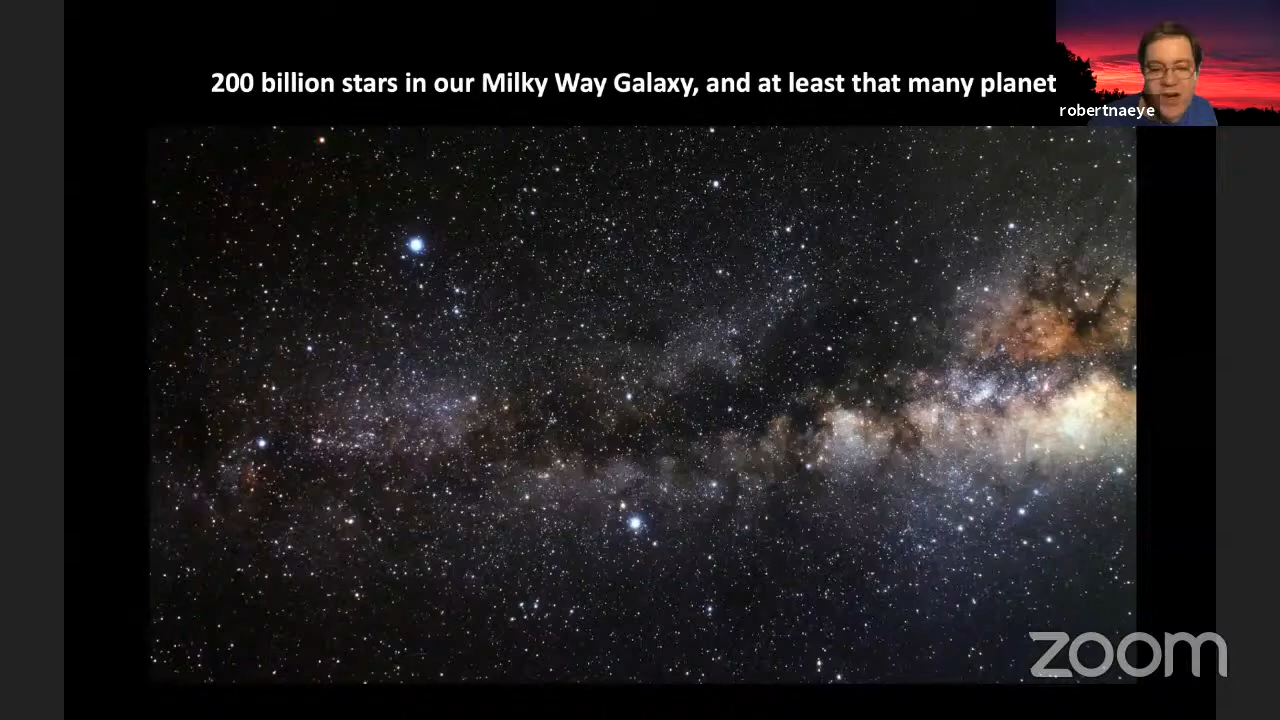 200 billion stars in our Milky Way Galaxy, and at least that many planet
robertnaeye
zoom